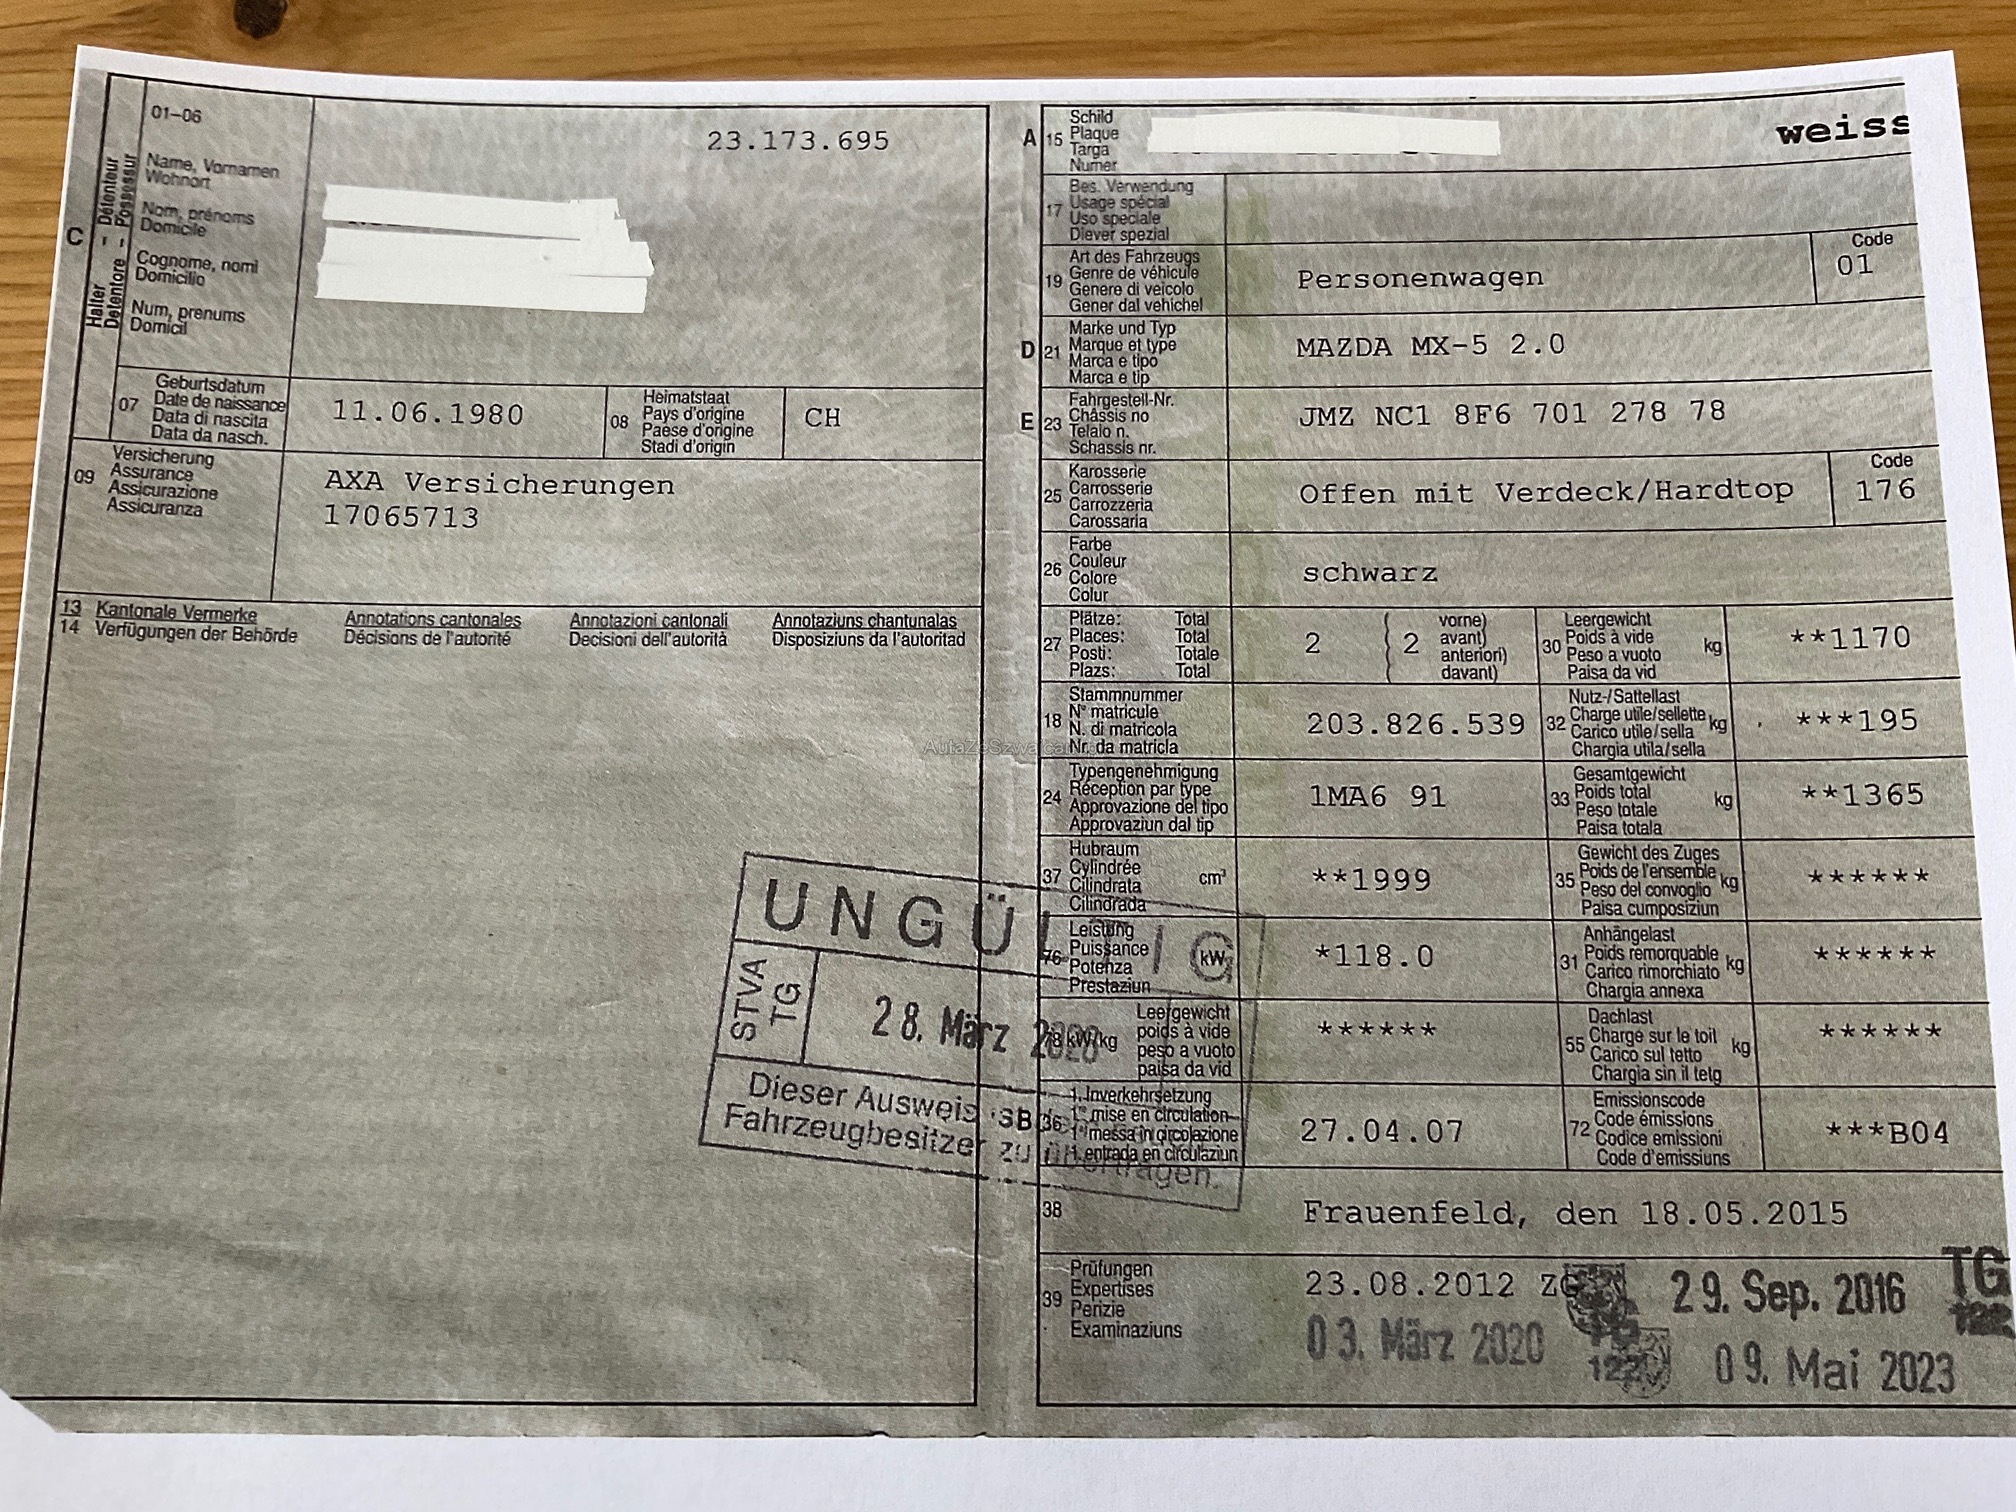 01–06
23.173.695
C
Halter – Détenteur
Detentore – Possessur
Name, Vornamen
Wohnort
Nom, prénoms
Domicile
Cognome, nomi
Domicilio
Num, prenums
Domicil
07
Geburtsdatum
Date de naissance
Data di nascita
Data da nasch.
11.06.1980
08
Heimatstaat
Pays d'origine
Paese d'origine
Stadi d'origin
CH
09
Versicherung
Assurance
Assicurazione
Assicuranza
AXA Versicherungen
17065713
13 Kantonale Vermerke Annotations cantonales Annotazioni cantonali Annotaziuns chantunalas
14 Verfügungen der Behörde Décisions de l'autorité Decisioni dell'autorità Disposiziuns da l'autoritad
UNGÜLTIG
STVA
TG
28. März 2020
Dieser Ausweis
Fahrzeugbesitzer zu übertragen.
A
15
Schild
Plaque
Targa
Numer
weiss
17
Bes. Verwendung
Usage spécial
Uso speciale
Diever spezial
19
Art des Fahrzeugs
Genre de véhicule
Genere di veicolo
Gener dal vehichel
Personenwagen
Code
01
D
21
Marke und Typ
Marque et type
Marca e tipo
Marca e tip
MAZDA MX-5 2.0
E
23
Fahrgestell-Nr.
Châssis no
Telaio n.
Schassis nr.
JMZ NC1 8F6 701 278 78
25
Karosserie
Carrosserie
Carrozzeria
Carossaria
Offen mit Verdeck/Hardtop
Code
176
26
Farbe
Couleur
Colore
Colur
schwarz
27
Plätze: Total
Places: Total
Posti: Totale
Plazs: Total
2
( 2
vorne)
avant)
anteriori)
davant)
30
Leergewicht
Poids à vide
Peso a vuoto
Paisa da vid
kg
**1170
18
Stammnummer
N° matricule
N. di matricola
Nr. da matricla
203.826.539
32
Nutz-/Sattellast
Charge utile/sellette
Carico utile/sella
Chargia utila/sella
kg
***195
24
Typengenehmigung
Réception par type
Approvazione del tipo
Approvaziun dal tip
1MA6 91
33
Gesamtgewicht
Poids total
Peso totale
Paisa totala
kg
**1365
37
Hubraum
Cylindrée
Cilindrata
Cilindrada
cm³
**1999
35
Gewicht des Zuges
Poids de l'ensemble
Peso del convoglio
Paisa cumposiziun
kg
******
76
Leistung
Puissance
Potenza
Prestaziun
kW
*118.0
31
Anhängelast
Poids remorquable
Carico rimorchiato
Chargia annexa
kg
******
78 kW/kg
Leergewicht
poids à vide
peso a vuoto
paisa da vid
******
55
Dachlast
Charge sur le toit
Carico sul tetto
Chargia sin il tetg
kg
******
SB
36
1. Inverkehrsetzung
1re mise en circulation
1a messa in circolazione
1. entrada en circulaziun
27.04.07
72
Emissionscode
Code émissions
Codice emissioni
Code d'emissiuns
***B04
38
Frauenfeld, den 18.05.2015
39
Prüfungen
Expertises
Perizie
Examinaziuns
23.08.2012 ZG
29. Sep. 2016
TG
122
03. März 2020
TG
122
09. Mai 2023